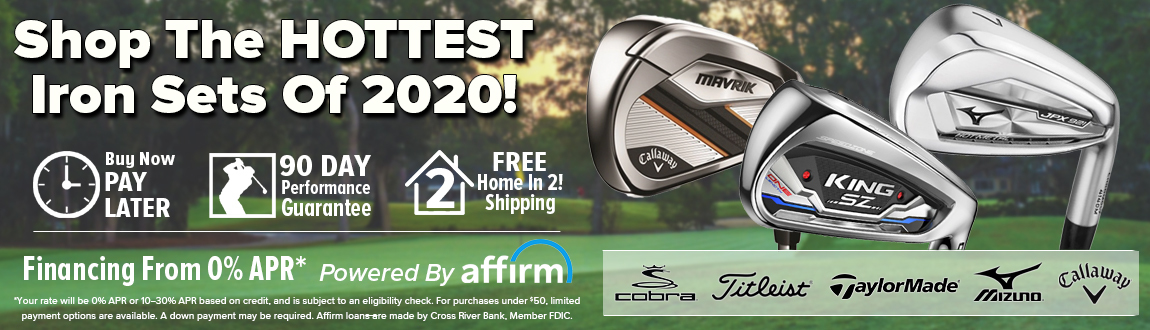 Shop The HOTTEST
Iron Sets Of 2020!
Buy Now
PAY
LATER
90 DAY
Performance
Guarantee
2
FREE
Home In 2!
Shipping
Financing From 0% APR* Powered By affirm
*Your rate will be 0% APR or 10–30% APR based on credit, and is subject to an eligibility check. For purchases under $50, limited
payment options are available. A down payment may be required. Affirm loans are made by Cross River Bank, Member FDIC.
MAVRIK
Callaway
SPEEDZONE
KING
SZ
ONE
7
JPX 921
MIZUNO
cobra
Titleist
TaylorMade
MIZUNO
Callaway